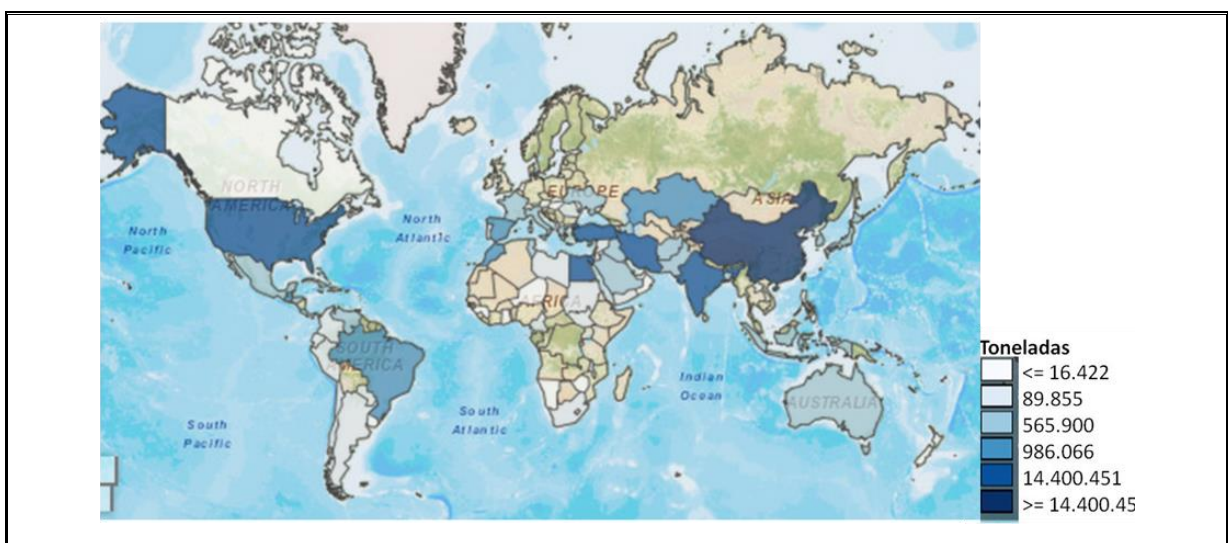 NORTH
AMERICA
North
Pacific
North
Atlantic
EUROPE
ASIA
AFRICA
SOUTH
AMERICA
South
Pacific
South
Atlantic
Indian
Ocean
AUSTRALIA
Toneladas
<= 16.422
89.855
565.900
986.066
14.400.451
>= 14.400.45